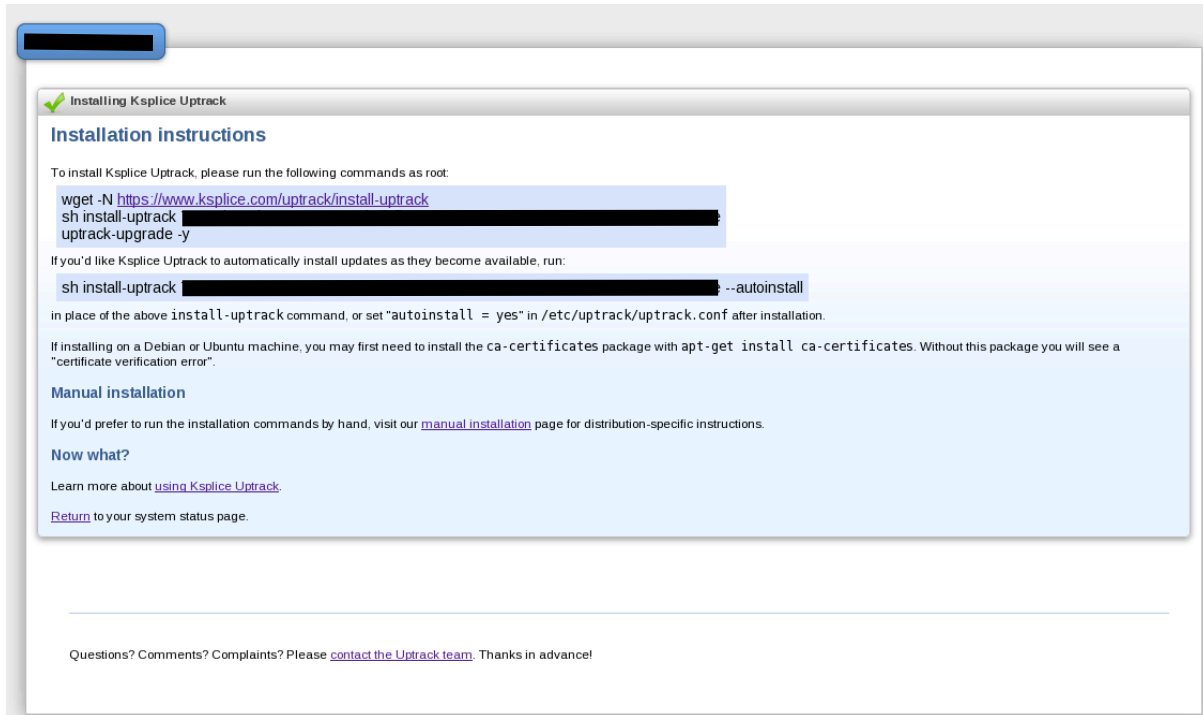 Installing Ksplice Uptrack
Installation instructions
To install Ksplice Uptrack, please run the following commands as root:
wget -N https://www.ksplice.com/uptrack/install-uptrack
sh install-uptrack
uptrack-upgrade -y
If you'd like Ksplice Uptrack to automatically install updates as they become available, run:
sh install-uptrack --autoinstall
in place of the above install-uptrack command, or set "autoinstall = yes" in /etc/uptrack/uptrack.conf after installation.
If installing on a Debian or Ubuntu machine, you may first need to install the ca-certificates package with apt-get install ca-certificates. Without this package you will see a
"certificate verification error".
Manual installation
If you'd prefer to run the installation commands by hand, visit our manual installation page for distribution-specific instructions.
Now what?
Learn more about using Ksplice Uptrack.
Return to your system status page.
Questions? Comments? Complaints? Please contact the Uptrack team. Thanks in advance!